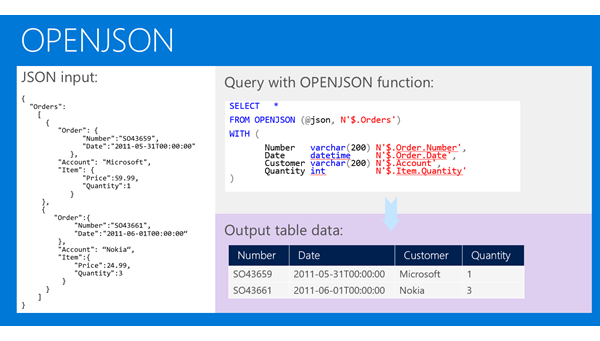 OPENJSON
JSON input:
{
"Orders":
[
{
"Order": {
"Number":"SO43659",
"Date":"2011-05-31T00:00:00"
},
"Account": "Microsoft",
"Item": {
"Price":59.99,
"Quantity":1
}
},
{
"Order":{
"Number":"SO43661",
"Date":"2011-06-01T00:00:00“
},
"Account": “Nokia”,
"Item":{
"Price":24.99,
"Quantity":3
}
}
]
}
Query with OPENJSON function:
SELECT *
FROM OPENJSON (@json, N'$.Orders')
WITH (
Number varchar(200) N'$.Order.Number',
Date datetime N'$.Order.Date',
Customer varchar(200) N'$.Account',
Quantity int N'$.Item.Quantity'
)
Output table data:
Number Date Customer Quantity
SO43659 2011-05-31T00:00:00 Microsoft 1
SO43661 2011-06-01T00:00:00 Nokia 3